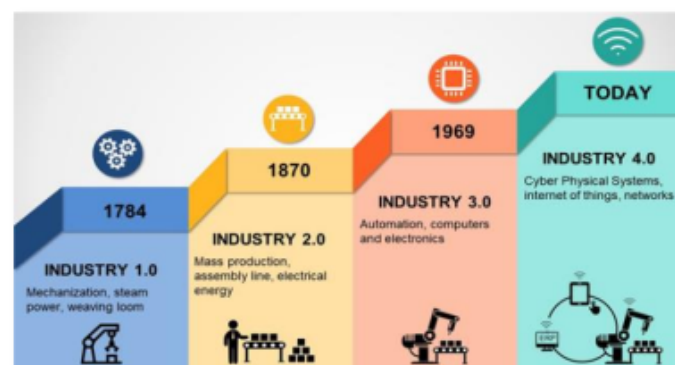 1784
INDUSTRY 1.0
Mechanization, steam
power, weaving loom
1870
INDUSTRY 2.0
Mass production,
assembly line, electrical
energy
1969
INDUSTRY 3.0
Automation, computers
and electronics
TODAY
INDUSTRY 4.0
Cyber Physical Systems,
internet of things, networks
ERP